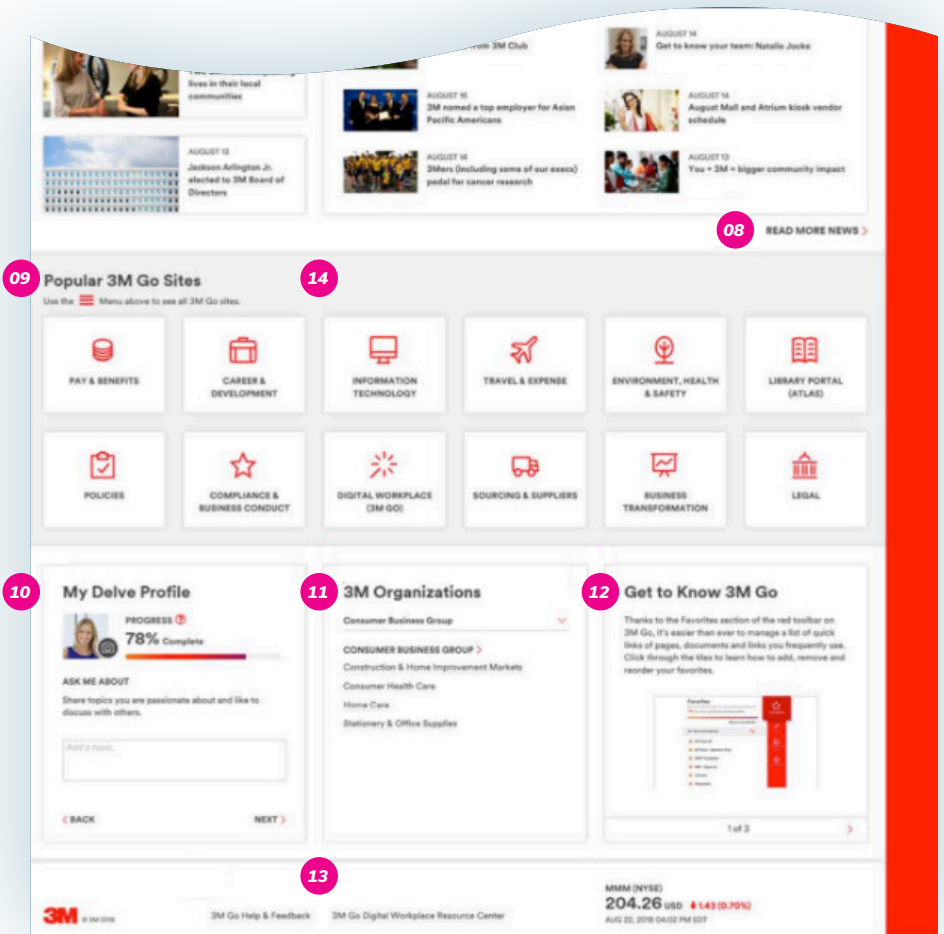 lives in their local
communities
AUGUST 13
Jackson Arlington Jr.
elected to 3M Board of
Directors
from 3M Club
AUGUST 15
3M named a top employer for Asian
Pacific Americans
AUGUST 14
3Mers (including some of our execs)
pedal for cancer research
AUGUST 14
Get to know your team: Natalie Jocke
AUGUST 14
August Mall and Atrium kiosk vendor
schedule
AUGUST 13
You + 3M = bigger community impact
08
READ MORE NEWS >
09
Popular 3M Go Sites
14
Use the Menu above to see all 3M Go sites.
PAY & BENEFITS
CAREER &
DEVELOPMENT
INFORMATION
TECHNOLOGY
TRAVEL & EXPENSE
ENVIRONMENT, HEALTH
& SAFETY
LIBRARY PORTAL
(ATLAS)
POLICIES
COMPLIANCE &
BUSINESS CONDUCT
DIGITAL WORKPLACE
(3M GO)
SOURCING & SUPPLIERS
BUSINESS
TRANSFORMATION
LEGAL
10
My Delve Profile
PROGRESS ?
78% Complete
ASK ME ABOUT
Share topics you are passionate about and like to
discuss with others.
Add a topic.
< BACK
NEXT >
11
3M Organizations
Consumer Business Group
CONSUMER BUSINESS GROUP >
Construction & Home Improvement Markets
Consumer Health Care
Home Care
Stationery & Office Supplies
12
Get to Know 3M Go
Thanks to the Favorites section of the red toolbar on
3M Go, it's easier than ever to manage a list of quick
links of pages, documents and links you frequently use.
Click through the tiles to learn how to add, remove and
reorder your favorites.
Favorites
1 of 3 >
13
3M © 3M 2018
3M Go Help & Feedback
3M Go Digital Workplace Resource Center
MMM (NYSE)
204.26 USD 1.43 (0.70%)
AUG 22, 2018 04:02 PM EDT